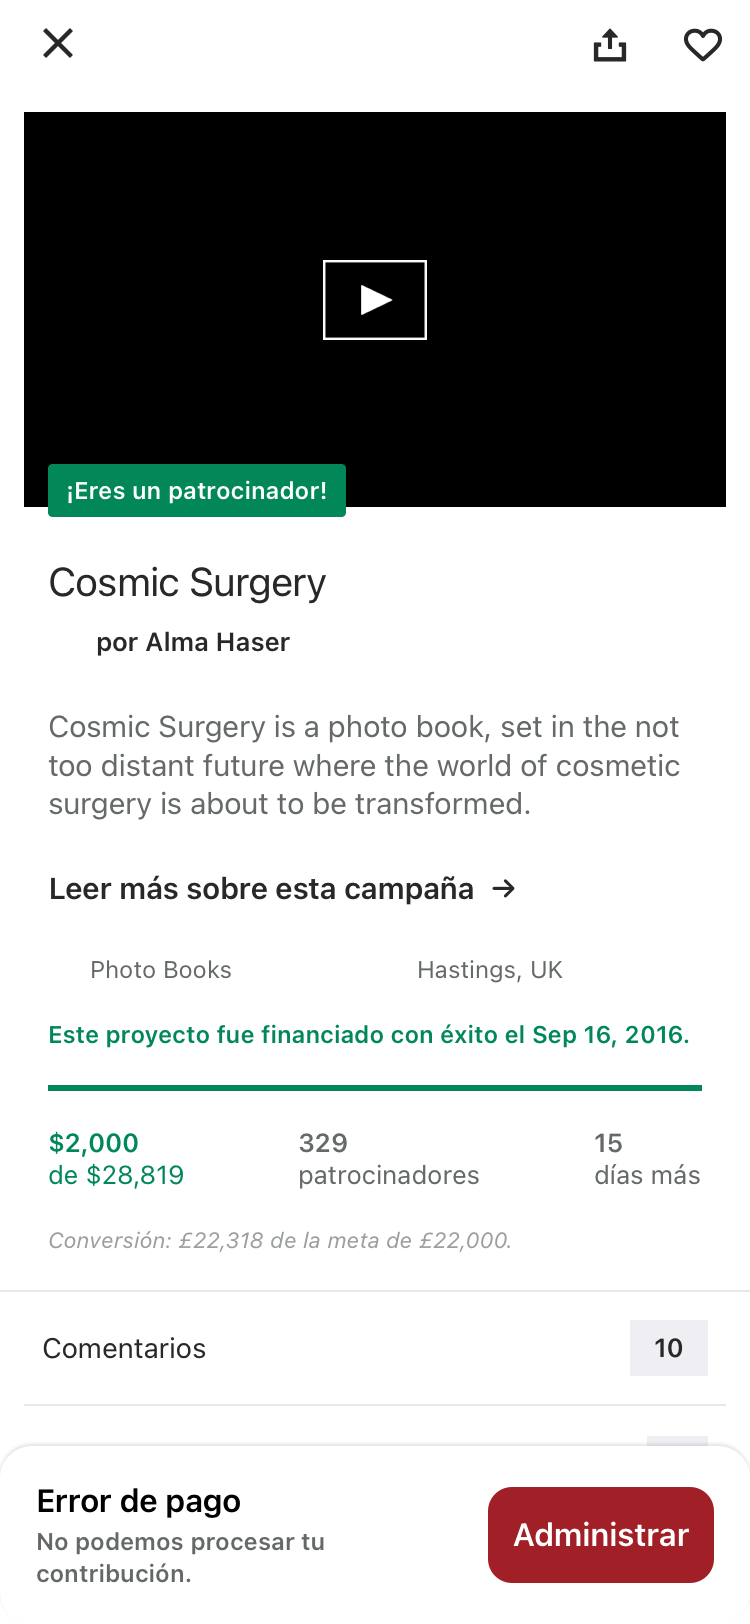 ¡Eres un patrocinador!
Cosmic Surgery
por Alma Haser
Cosmic Surgery is a photo book, set in the not
too distant future where the world of cosmetic
surgery is about to be transformed.
Leer más sobre esta campaña →
Photo Books
Hastings, UK
Este proyecto fue financiado con éxito el Sep 16, 2016.
$2,000
de $28,819
329
patrocinadores
15
días más
Conversión: £22,318 de la meta de £22,000.
Comentarios
10
Error de pago
No podemos procesar tu
contribución.
Administrar